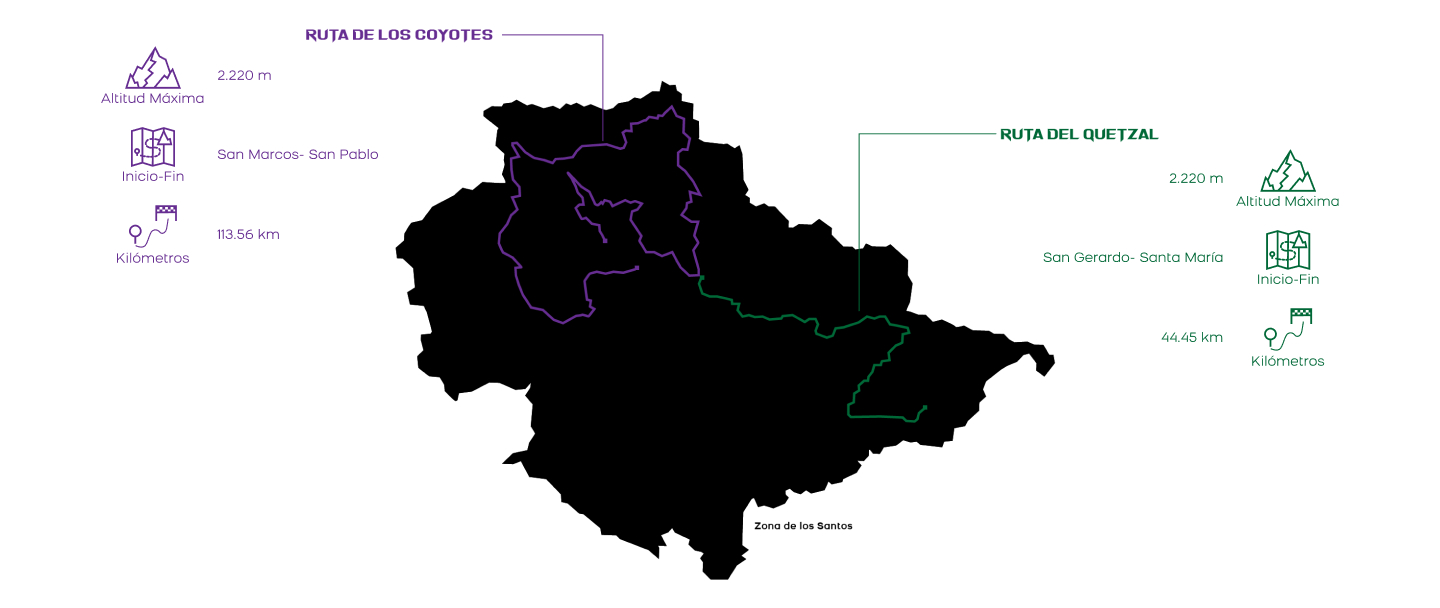 RUTA DE LOS COYOTES
2.220 m
Altitud Máxima
San Marcos- San Pablo
Inicio-Fin
113.56 km
Kilómetros
RUTA DEL QUETZAL
2.220 m
Altitud Máxima
San Gerardo- Santa María
Inicio-Fin
44.45 km
Kilómetros
Zona de los Santos